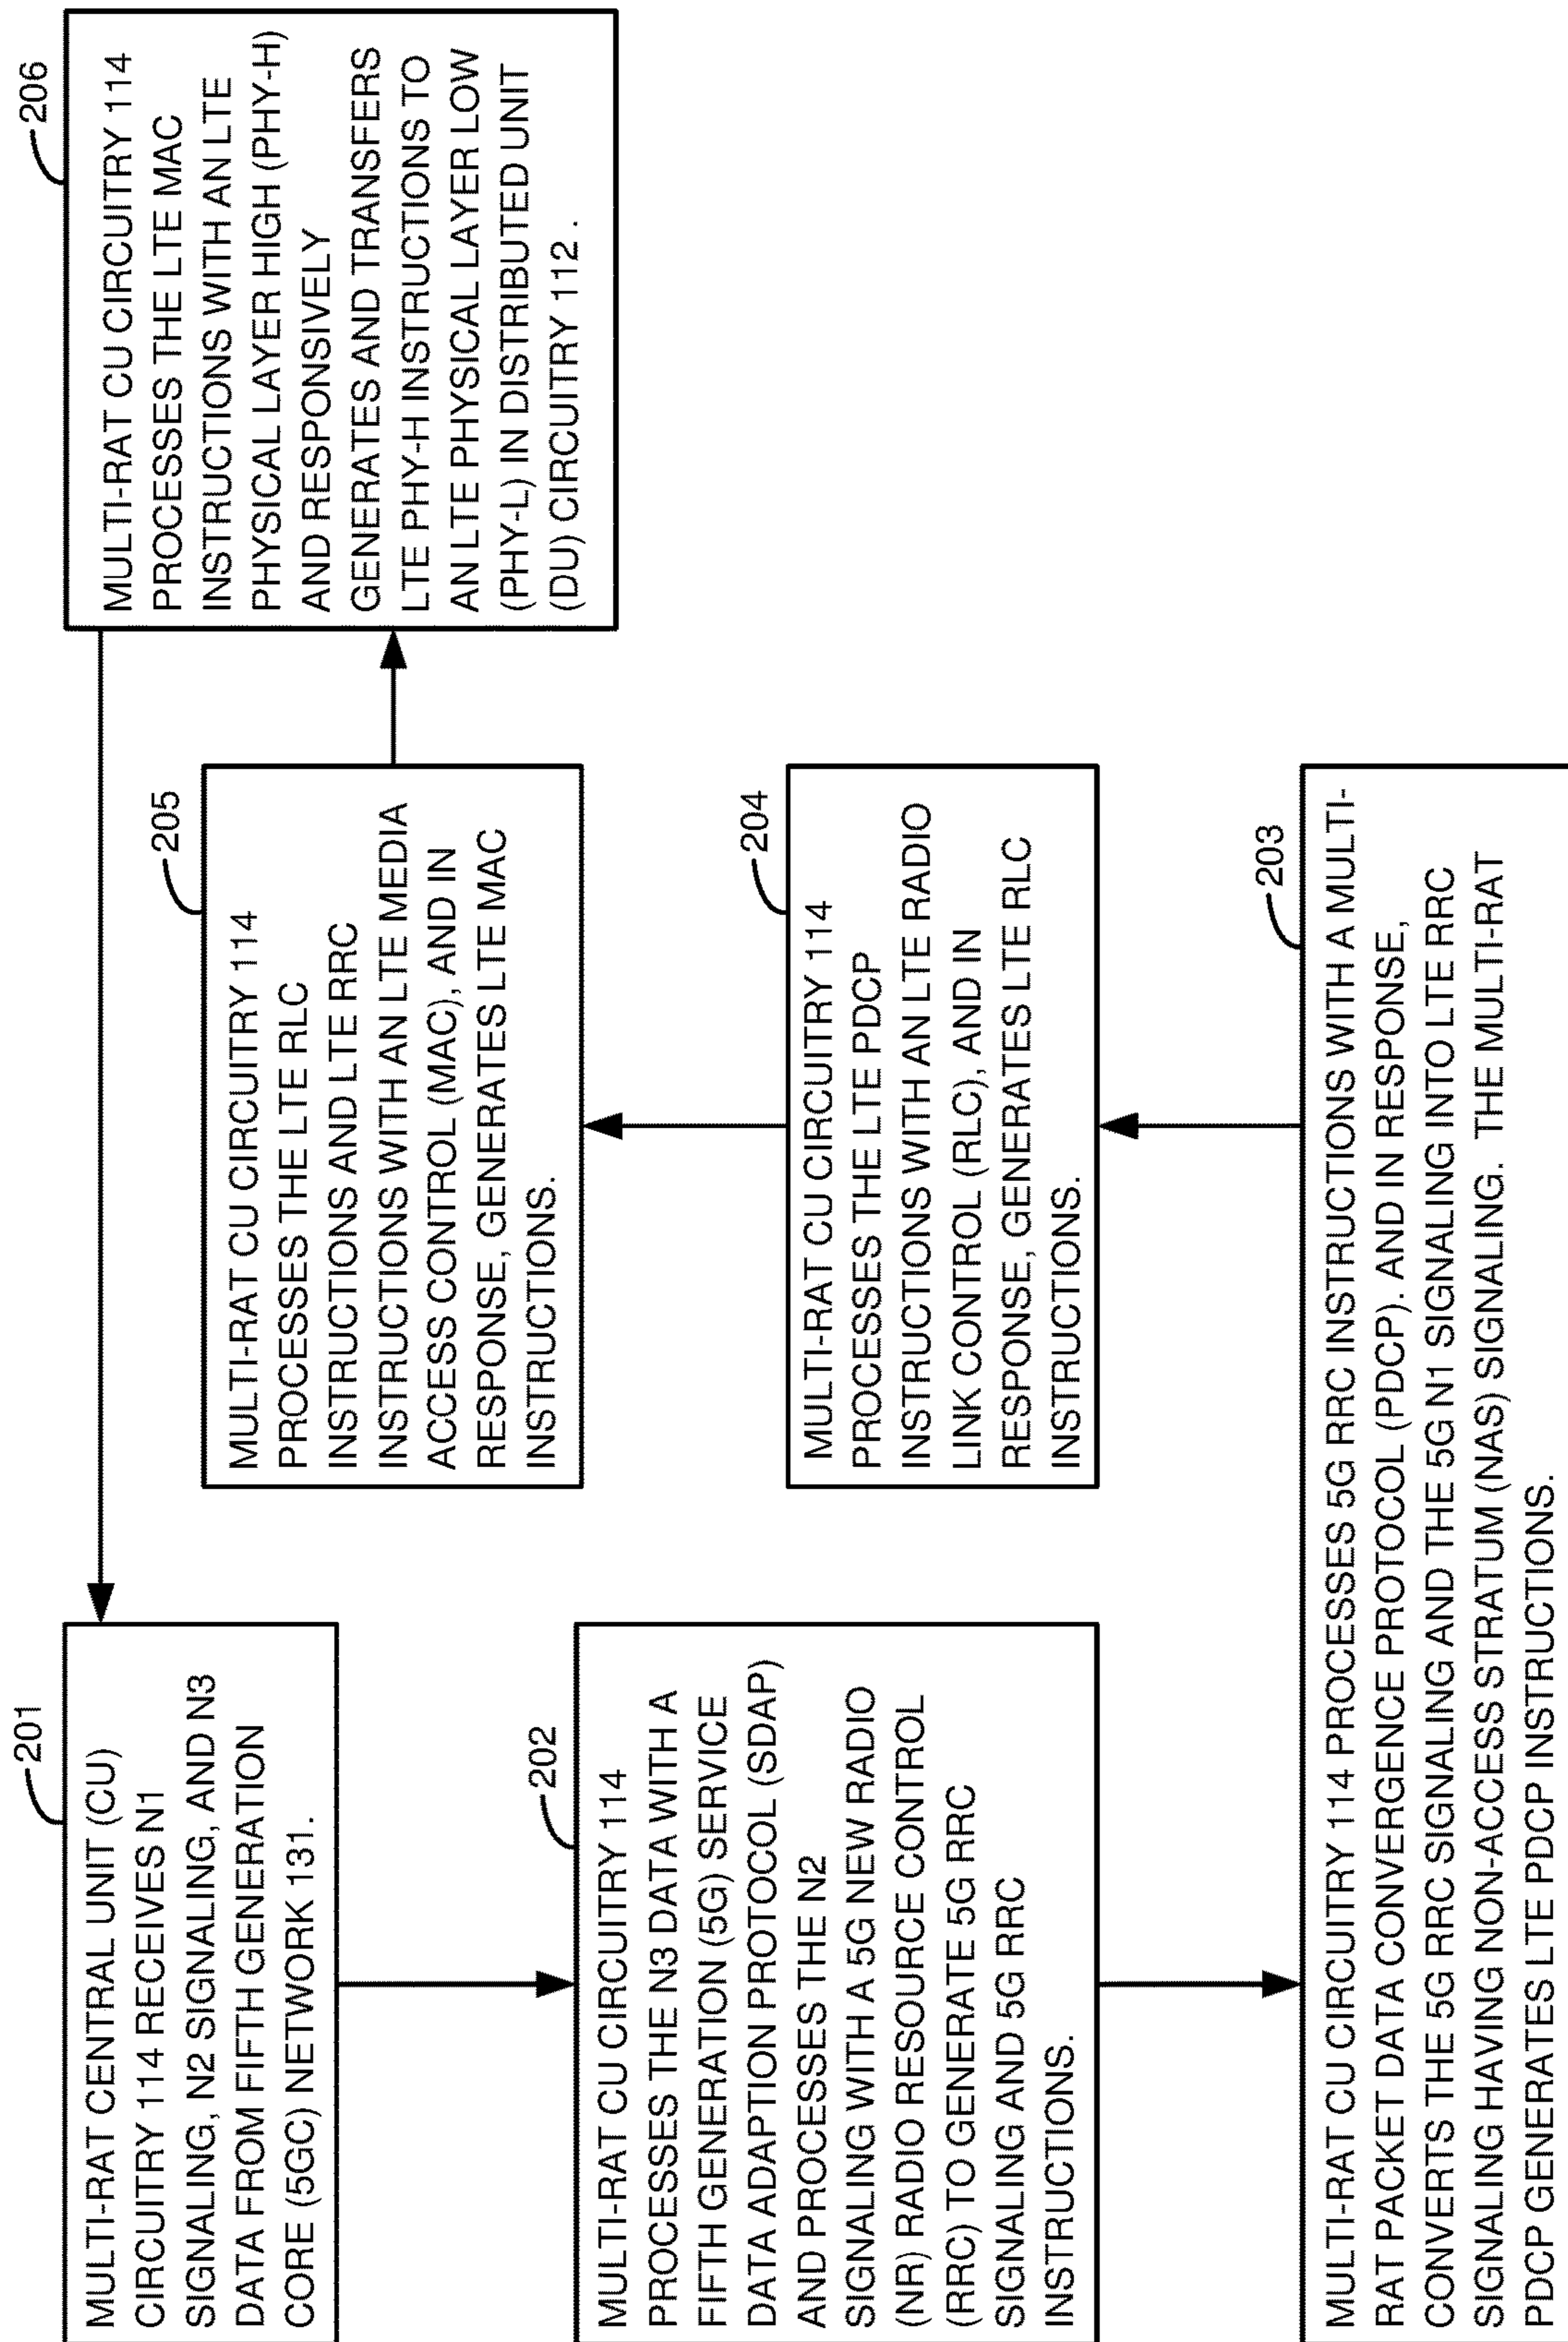 201
MULTI-RAT CENTRAL UNIT (CU)
CIRCUITRY 114 RECEIVES N1
SIGNALING, N2 SIGNALING, AND N3
DATA FROM FIFTH GENERATION
CORE (5GC) NETWORK 131.
202
MULTI-RAT CU CIRCUITRY 114
PROCESSES THE N3 DATA WITH A
FIFTH GENERATION (5G) SERVICE
DATA ADAPTION PROTOCOL (SDAP)
AND PROCESSES THE N2
SIGNALING WITH A 5G NEW RADIO
(NR) RADIO RESOURCE CONTROL
(RRC) TO GENERATE 5G RRC
SIGNALING AND 5G RRC
INSTRUCTIONS.
203
MULTI-RAT CU CIRCUITRY 114 PROCESSES 5G RRC INSTRUCTIONS WITH A MULTI-
RAT PACKET DATA CONVERGENCE PROTOCOL (PDCP). AND IN RESPONSE,
CONVERTS THE 5G RRC SIGNALING AND THE 5G N1 SIGNALING INTO LTE RRC
SIGNALING HAVING NON-ACCESS STRATUM (NAS) SIGNALING. THE MULTI-RAT
PDCP GENERATES LTE PDCP INSTRUCTIONS.
204
MULTI-RAT CU CIRCUITRY 114
PROCESSES THE LTE PDCP
INSTRUCTIONS WITH AN LTE RADIO
LINK CONTROL (RLC), AND IN
RESPONSE, GENERATES LTE RLC
INSTRUCTIONS.
205
MULTI-RAT CU CIRCUITRY 114
PROCESSES THE LTE RLC
INSTRUCTIONS AND LTE RRC
INSTRUCTIONS WITH AN LTE MEDIA
ACCESS CONTROL (MAC), AND IN
RESPONSE, GENERATES LTE MAC
INSTRUCTIONS.
206
MULTI-RAT CU CIRCUITRY 114
PROCESSES THE LTE MAC
INSTRUCTIONS WITH AN LTE
PHYSICAL LAYER HIGH (PHY-H)
AND RESPONSIVELY
GENERATES AND TRANSFERS
LTE PHY-H INSTRUCTIONS TO
AN LTE PHYSICAL LAYER LOW
(PHY-L) IN DISTRIBUTED UNIT
(DU) CIRCUITRY 112 .